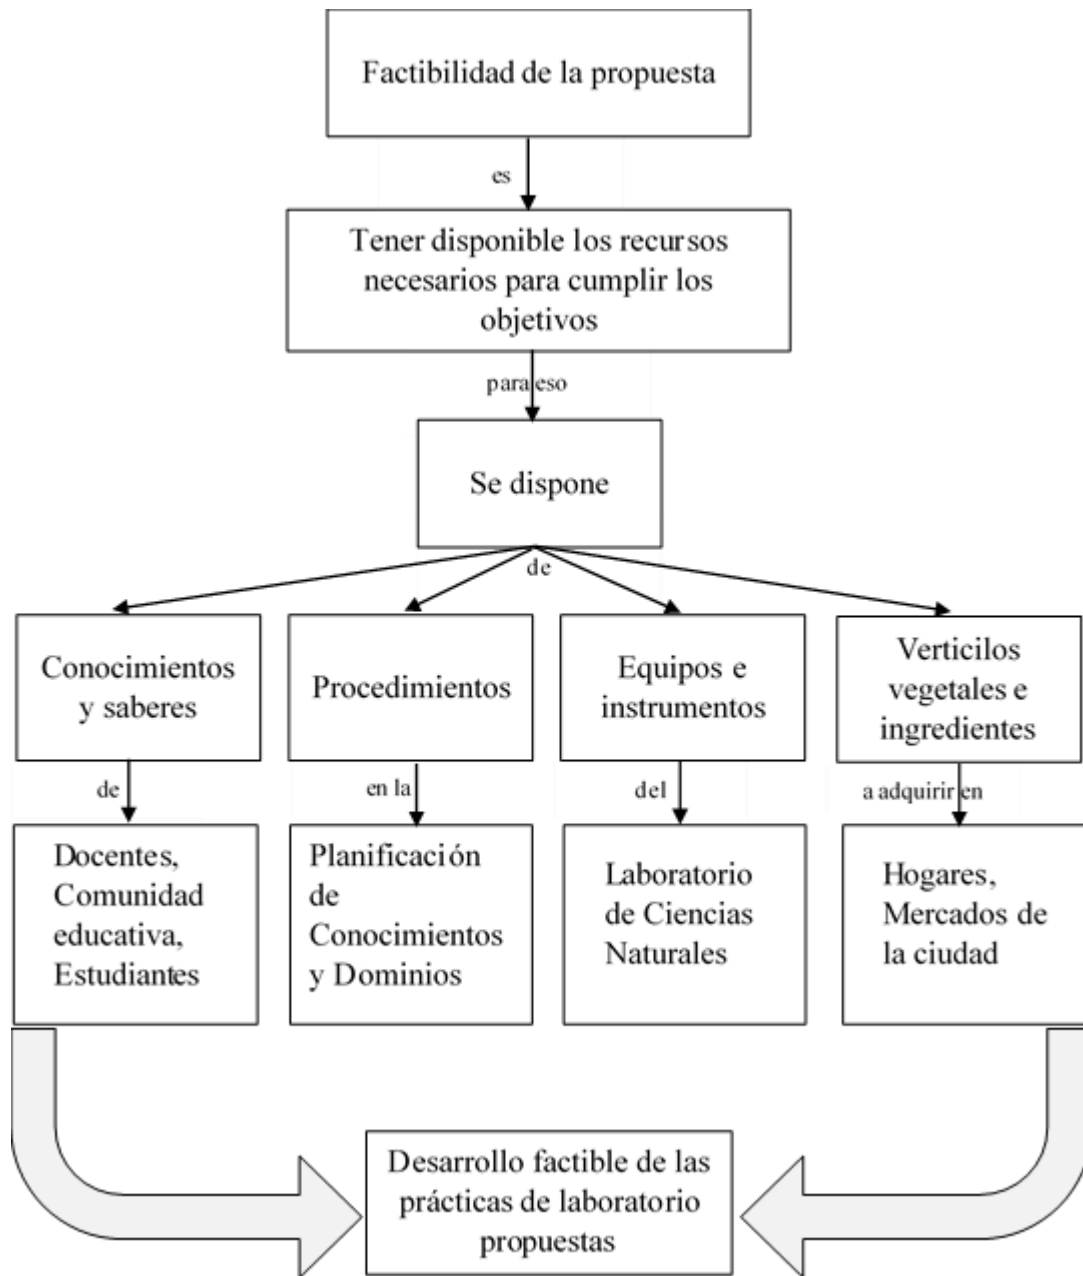 Factibilidad de la propuesta
es
Tener disponible los recursos
necesarios para cumplir los
objetivos
para eso
Se dispone
de
Conocimientos
y saberes
Procedimientos
Equipos e
instrumentos
Verticilos
vegetales e
ingredientes
de
en la
del
a adquirir en
Docentes,
Comunidad
educativa,
Estudiantes
Planificación
de
Conocimientos
y Dominios
Laboratorio
de Ciencias
Naturales
Hogares,
Mercados de
la ciudad
Desarrollo factible de las
prácticas de laboratorio
propuestas